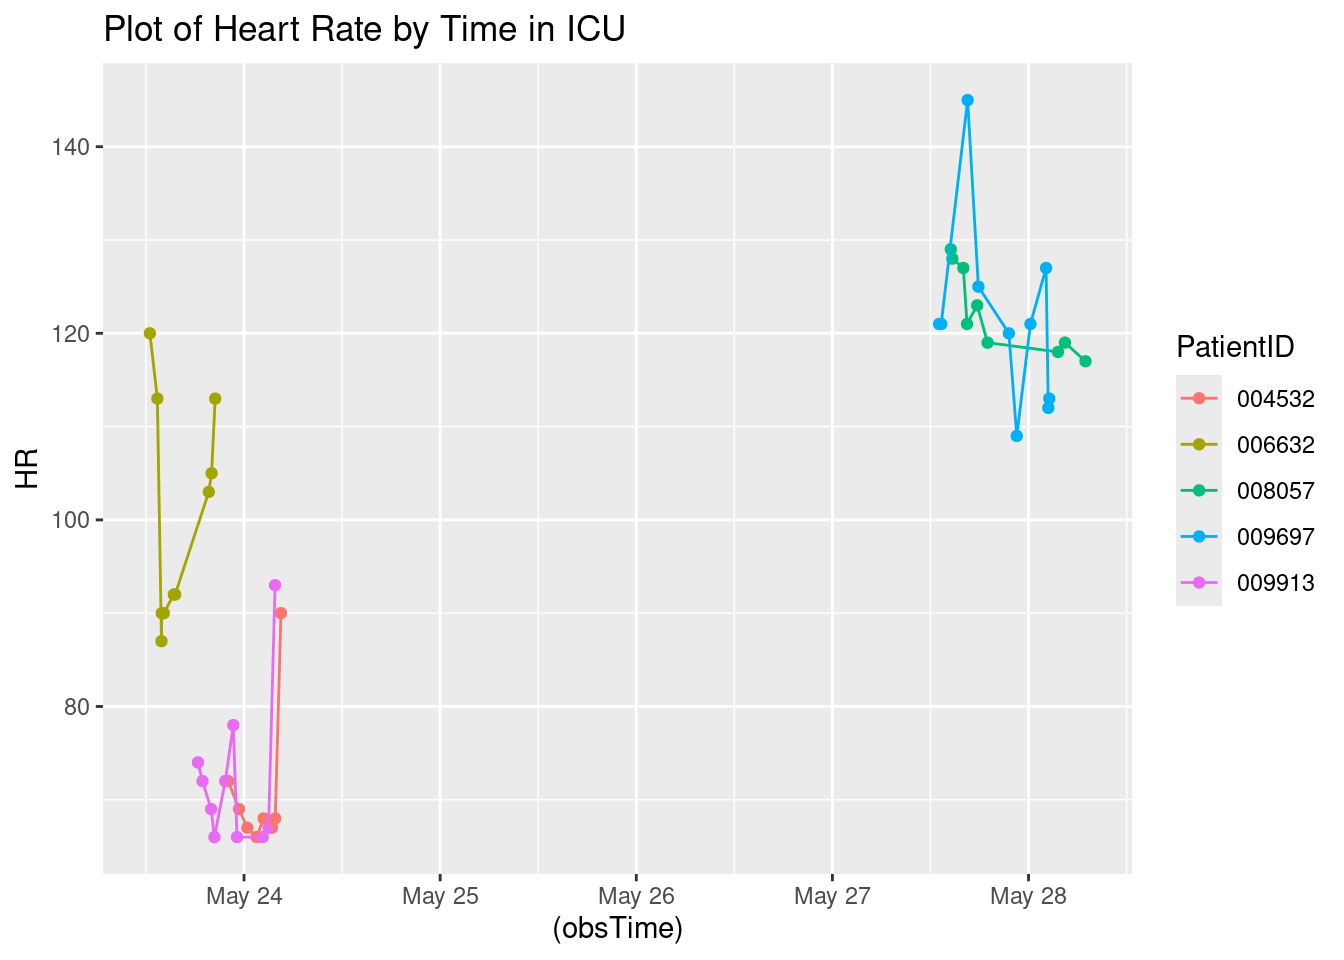 Plot of Heart Rate by Time in ICU
140
120
100
80
HR
May 24
May 25
May 26
May 27
May 28
(obsTime)
PatientID
004532
006632
008057
009697
009913